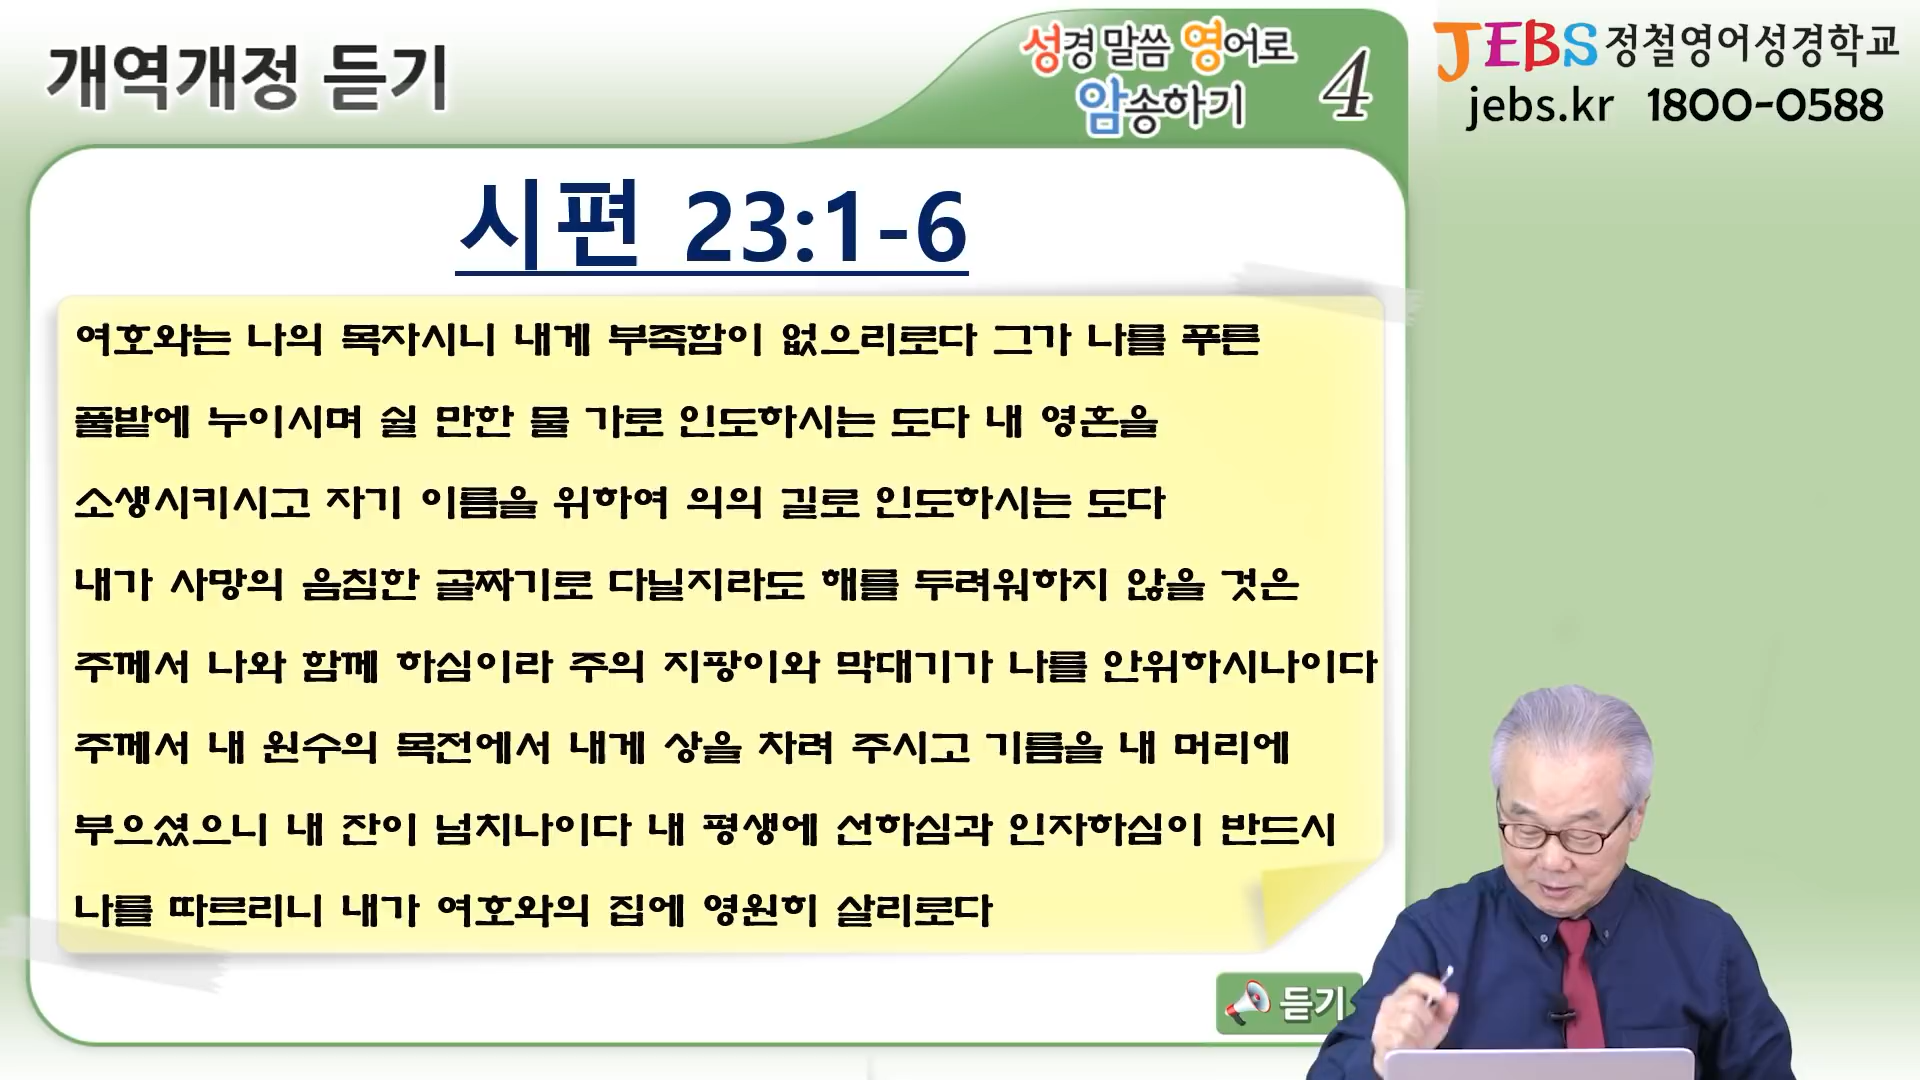 개역개정 듣기
성경 말씀 영어로
암송하기 4
JEBS 정철영어성경학교
jebs.kr 1800-0588
시편 23:1-6
여호와는 나의 목자시니 내게 부족함이 없으리로다 그가 나를 푸른
풀밭에 누이시며 쉴 만한 물 가로 인도하시는 도다 내 영혼을
소생시키시고 자기 이름을 위하여 의의 길로 인도하시는 도다
내가 사망의 음침한 골짜기로 다닐지라도 해를 두려워하지 않을 것은
주께서 나와 함께 하심이라 주의 지팡이와 막대기가 나를 안위하시나이다
주께서 내 원수의 목전에서 내게 상을 차려 주시고 기름을 내 머리에
부으셨으니 내 잔이 넘치나이다 내 평생에 선하심과 인자하심이 반드시
나를 따르리니 내가 여호와의 집에 영원히 살리로다
듣기